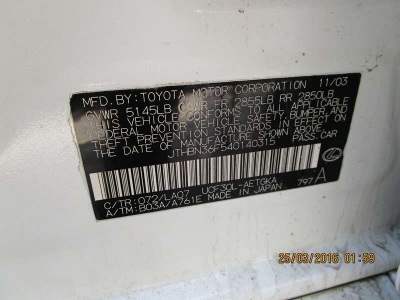 MFD.BY:TOYOTA MOTOR CORPORATION 11/03
GVWR 5145LB GAWR FR 2855LB RR 2850LB
THIS VEHICLE CONFORMS TO ALL APPLICABLE
FEDERAL MOTOR VEHICLE SAFETY, BUMPER, AND
THEFT PREVENTION STANDARDS IN EFFECT ON
THE DATE OF MANUFACTURE SHOWN ABOVE.
JTHBN36F540140315 PASS. CAR
C/TR: 072/LA07 UCF30L-AETGKA
A/TM: B03A/A761E MADE IN JAPAN 797A
25/03/2016 01:59